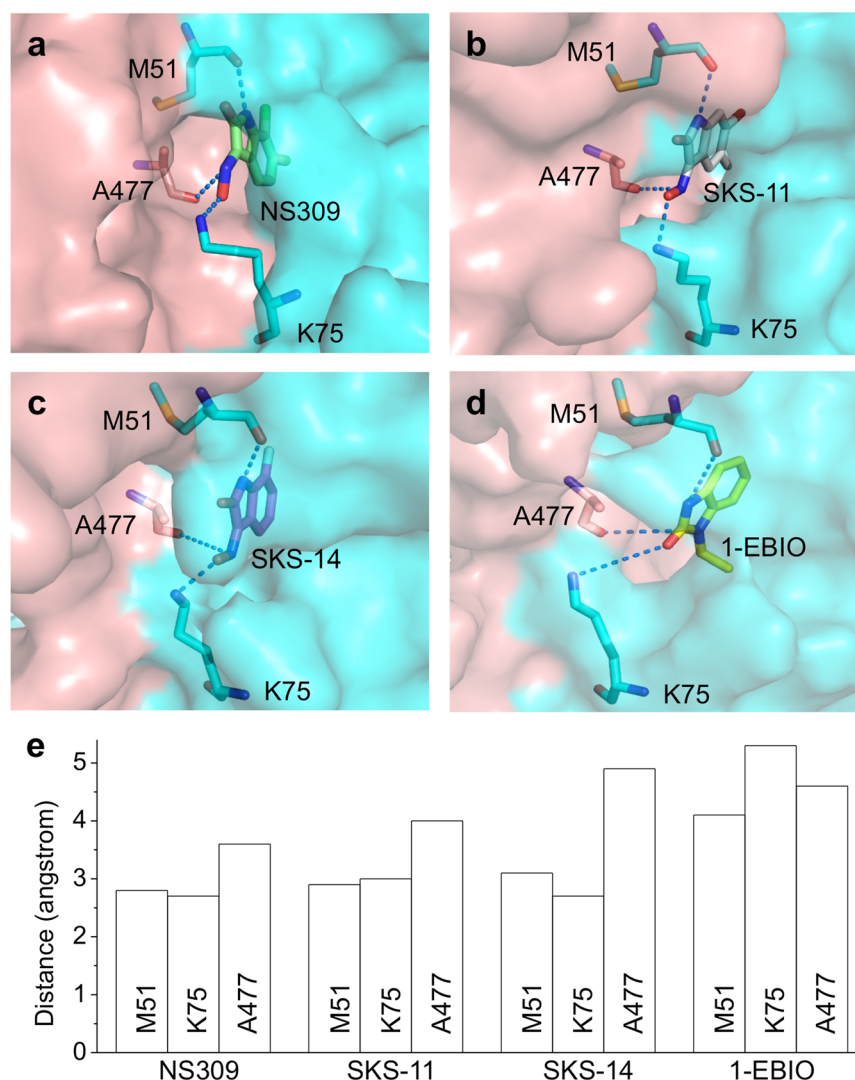 a
M51
A477
NS309
K75
b
M51
A477
SKS-11
K75
c
M51
A477
SKS-14
K75
d
M51
A477
1-EBIO
K75
e
Distance (angstrom)
5
4
3
2
1
0
M51 K75 A477 M51 K75 A477 M51 K75 A477 M51 K75 A477
NS309 SKS-11 SKS-14 1-EBIO